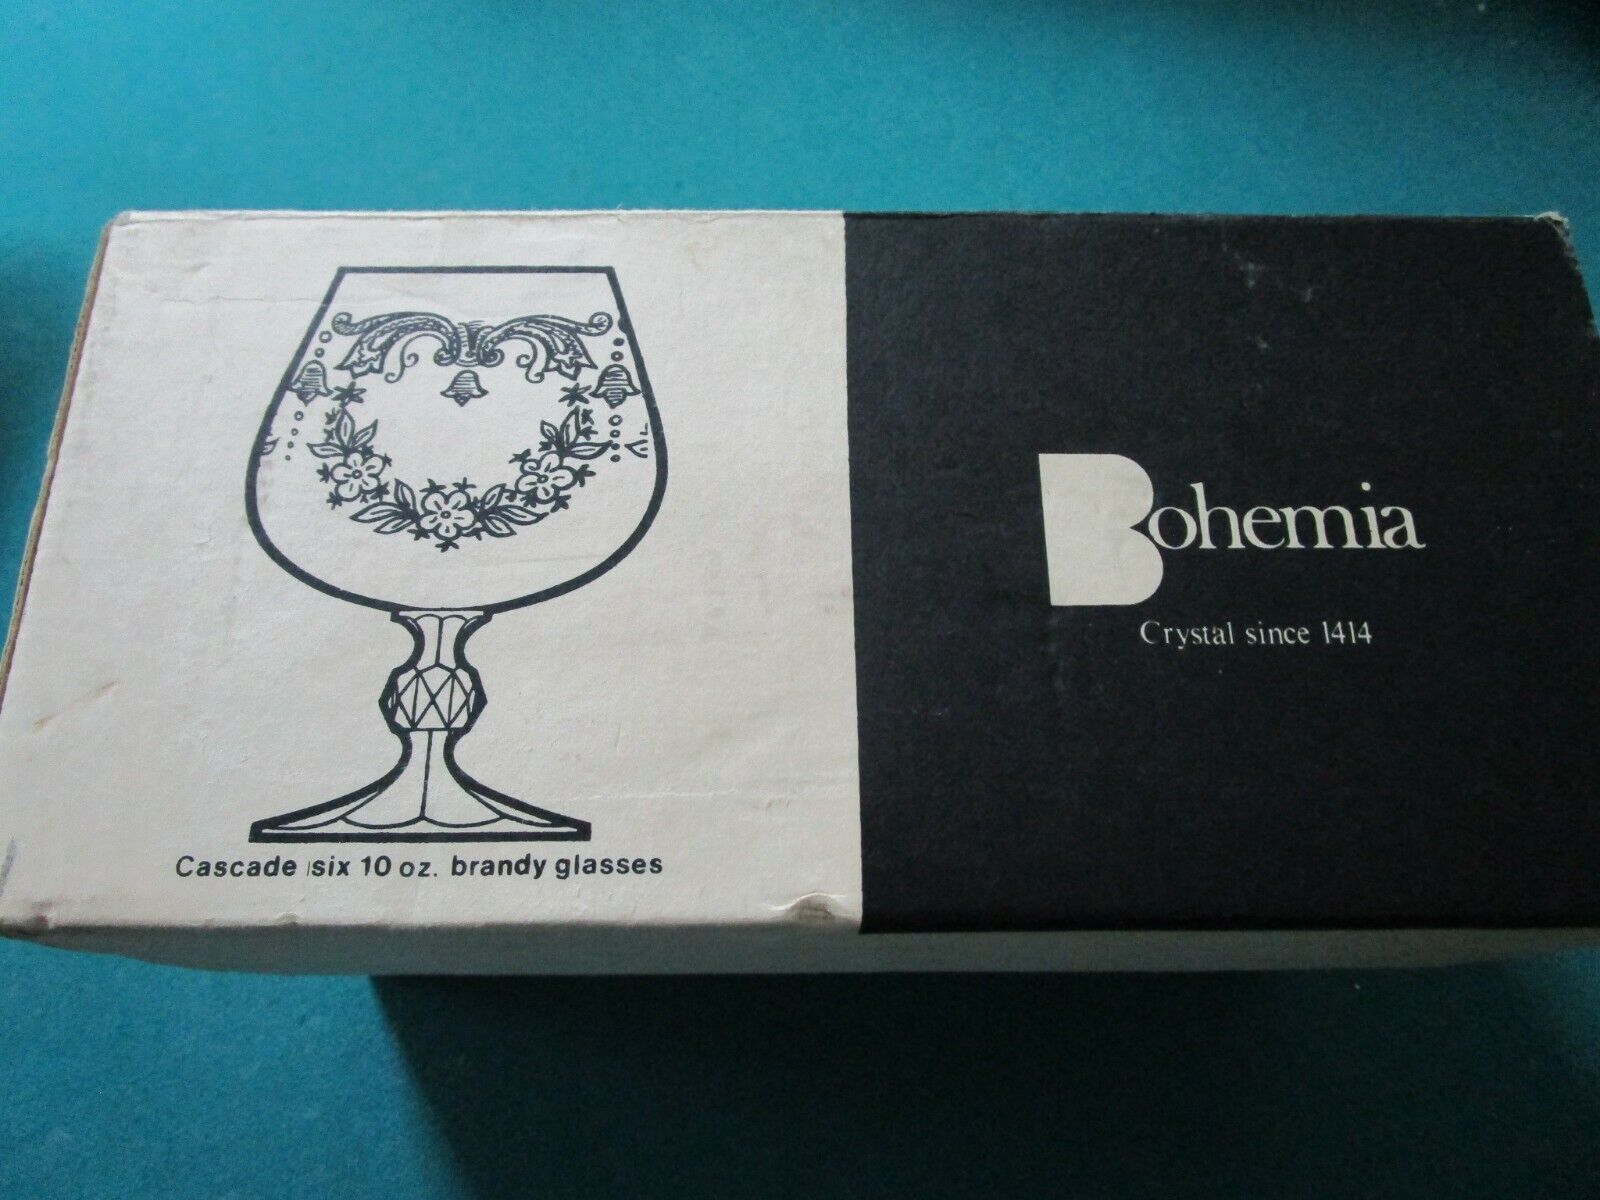 Cascade six 10 oz. brandy glasses
Bohemia
Crystal since 1414